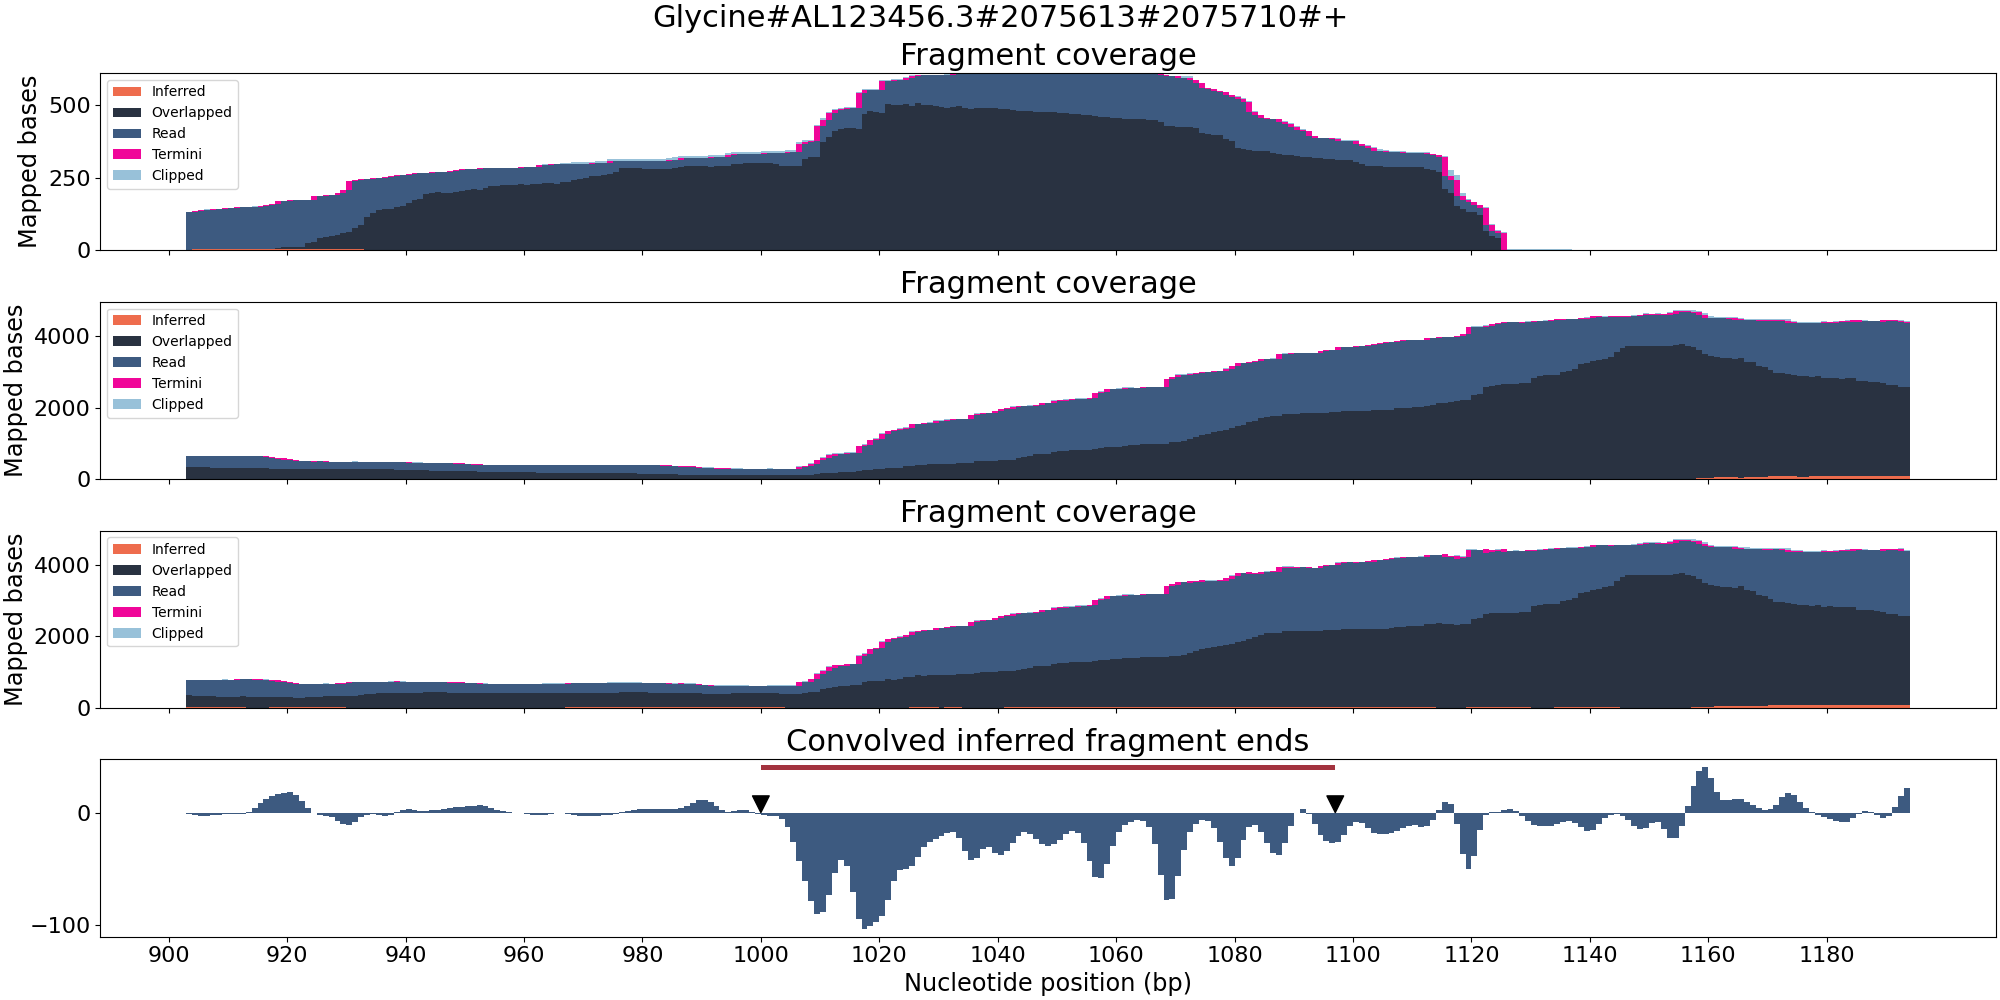 Glycine#AL123456.3#2075613#2075710#+
Fragment coverage
Mapped bases
500
250
0
Inferred
Overlapped
Read
Termini
Clipped
Fragment coverage
Mapped bases
4000
2000
0
Inferred
Overlapped
Read
Termini
Clipped
Fragment coverage
Mapped bases
4000
2000
0
Inferred
Overlapped
Read
Termini
Clipped
Convolved inferred fragment ends
0
−100
900 920 940 960 980 1000 1020 1040 1060 1080 1100 1120 1140 1160 1180
Nucleotide position (bp)